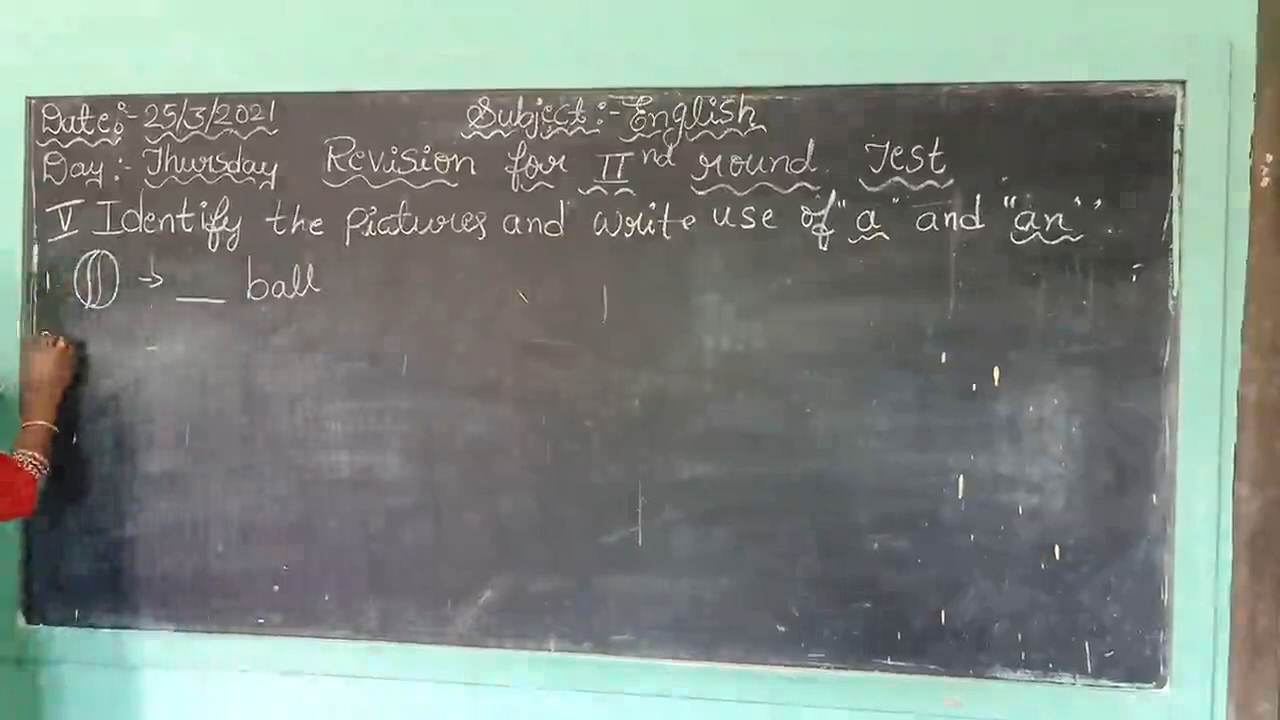 Date:- 25/3/2021 Subject:- English
Day:- Thursday Revision for IInd round Test
V Identify the pictures and write use of "a" and "an"
1 → __ ball